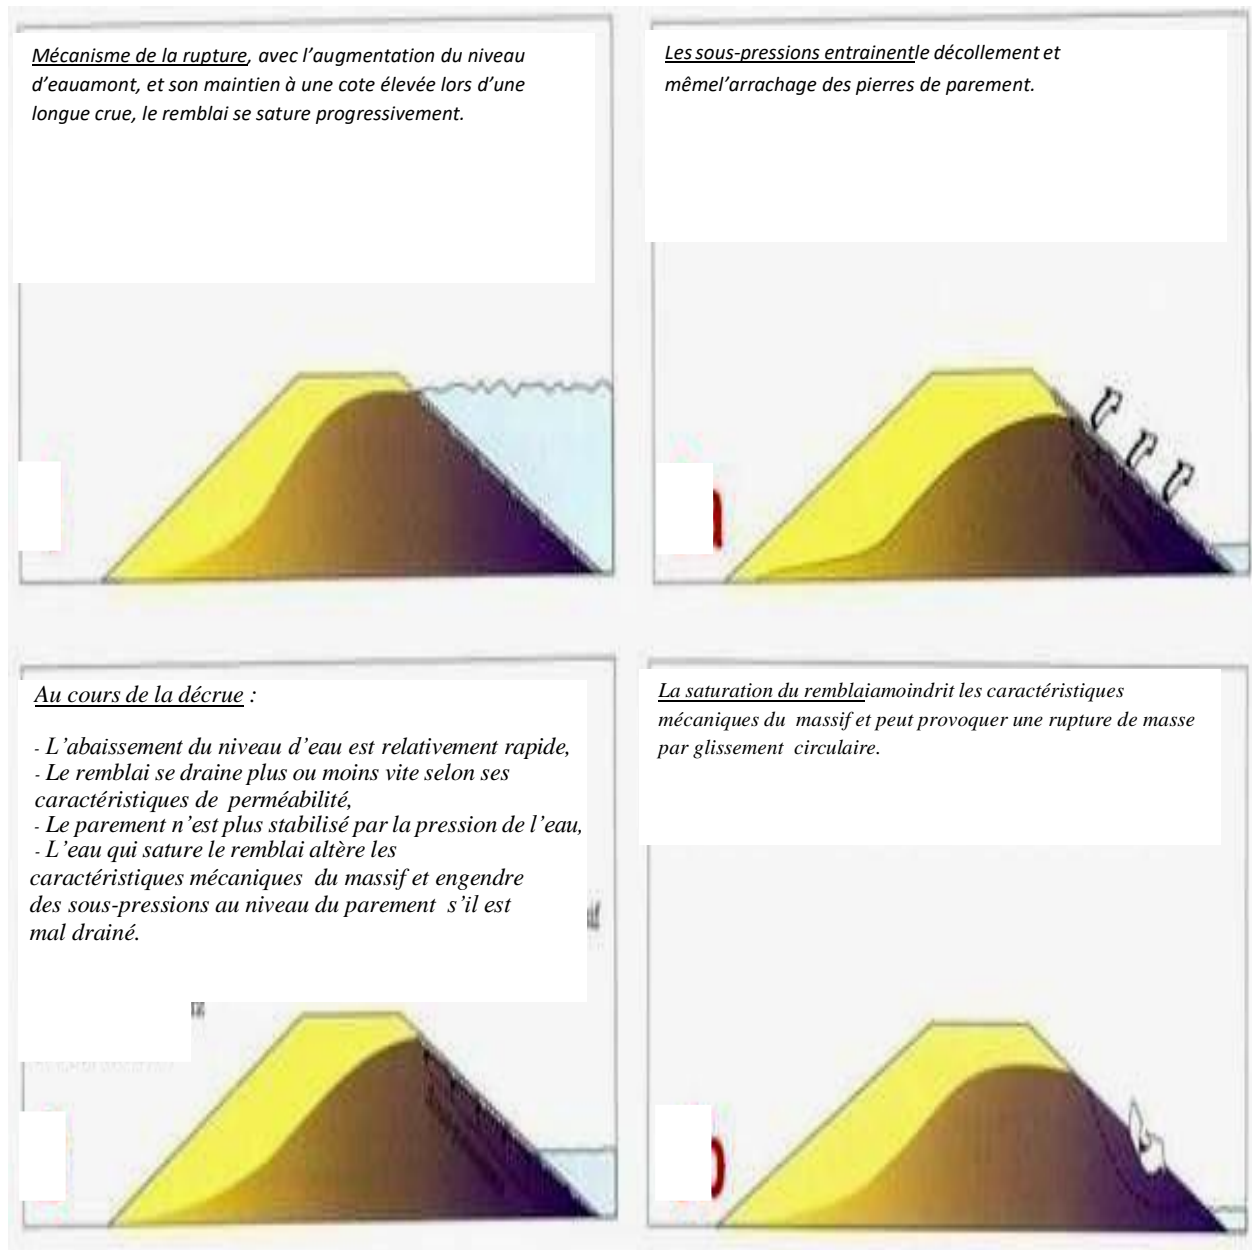 Mécanisme de la rupture, avec l’augmentation du niveau
d’eauamont, et son maintien à une cote élevée lors d’une
longue crue, le remblai se sature progressivement.
Les sous-pressions entrainentle décollement et
mêmel’arrachage des pierres de parement.
Au cours de la décrue :
- L’abaissement du niveau d’eau est relativement rapide,
- Le remblai se draine plus ou moins vite selon ses
caractéristiques de perméabilité,
- Le parement n’est plus stabilisé par la pression de l’eau,
- L’eau qui sature le remblai altère les
caractéristiques mécaniques du massif et engendre
des sous-pressions au niveau du parement s’il est
mal drainé.
La saturation du remblaiamoindrit les caractéristiques
mécaniques du massif et peut provoquer une rupture de masse
par glissement circulaire.